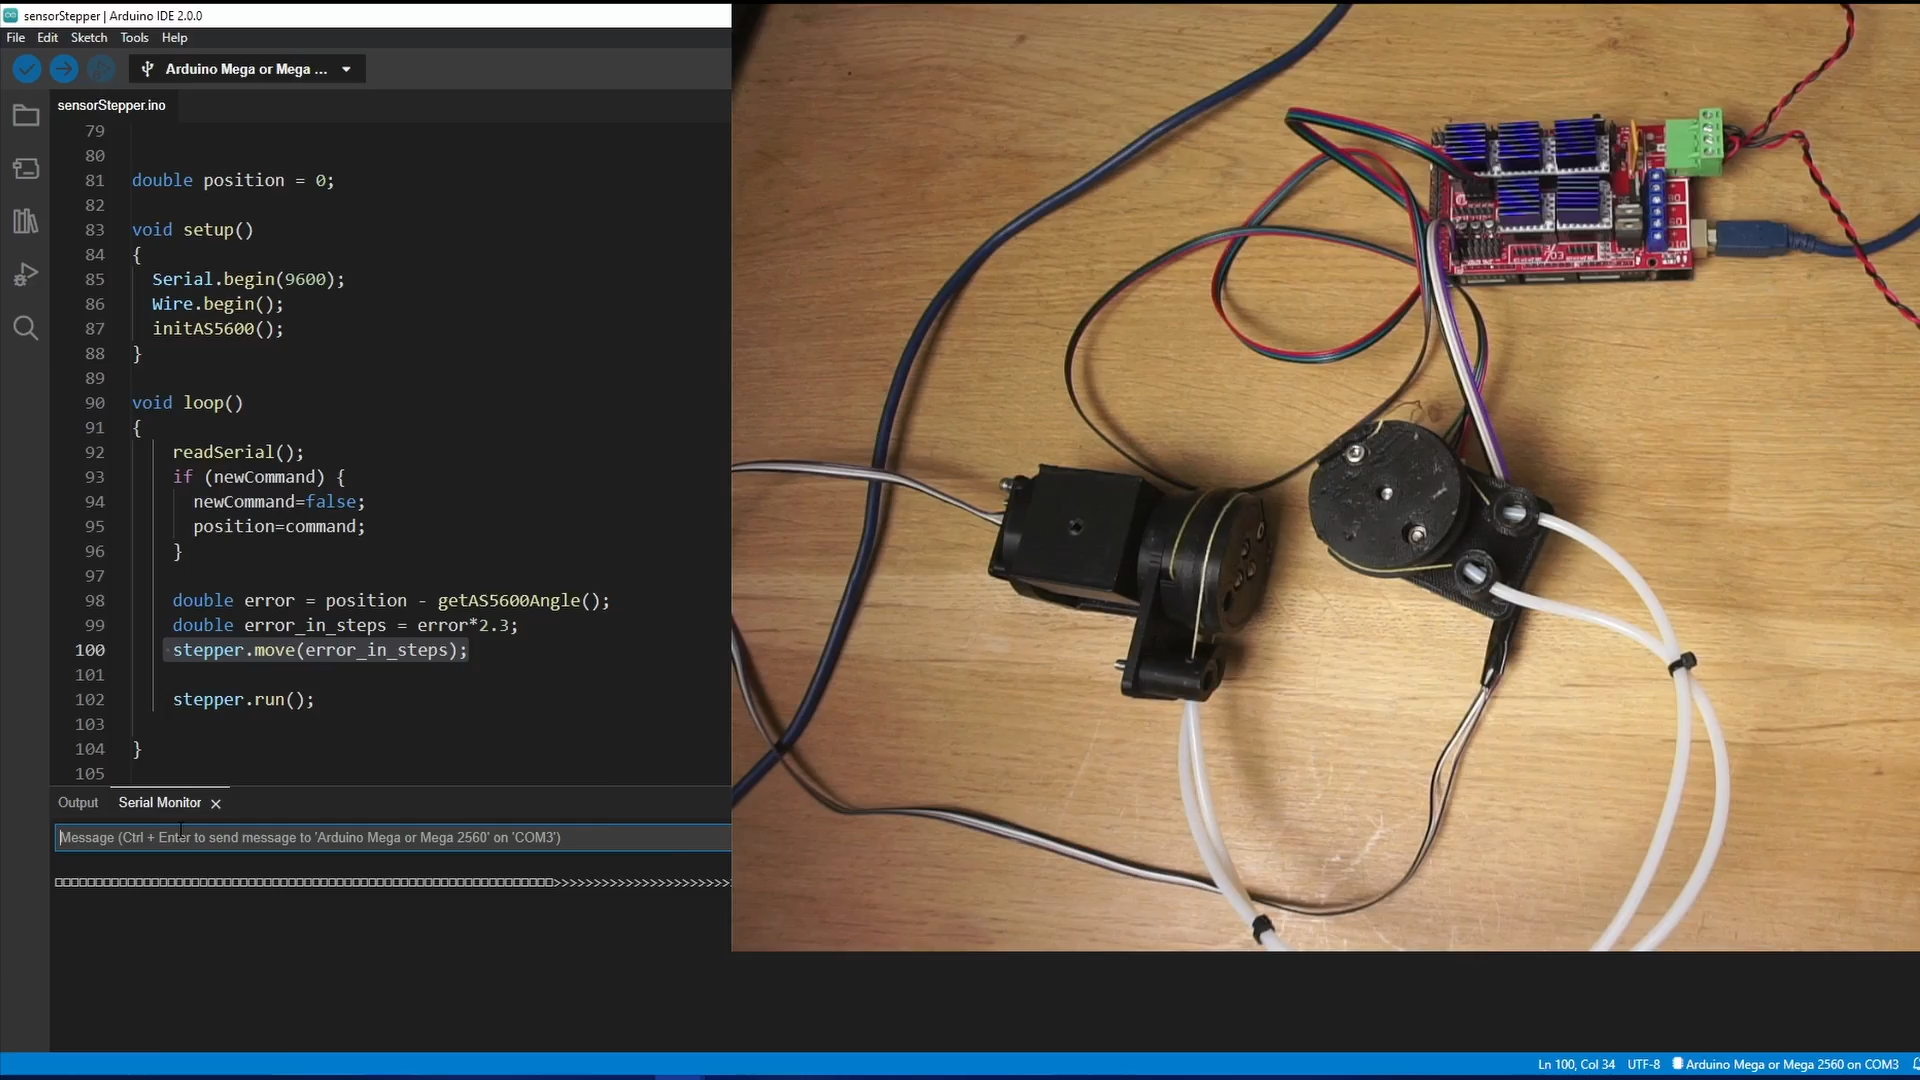 sensorStepper | Arduino IDE 2.0.0
File Edit Sketch Tools Help
Arduino Mega or Mega ...
sensorStepper.ino
79
80
81 double position = 0;
82
83 void setup()
84 {
85 Serial.begin(9600);
86 Wire.begin();
87 initAS5600();
88 }
89
90 void loop()
91 {
92 readSerial();
93 if (newCommand) {
94 newCommand=false;
95 position=command;
96 }
97
98 double error = position - getAS5600Angle();
99 double error_in_steps = error*2.3;
100 stepper.move(error_in_steps);
101
102 stepper.run();
103
104 }
105
Output Serial Monitor
Message (Ctrl + Enter to send message to 'Arduino Mega or Mega 2560' on 'COM3')
Ln 100, Col 34 UTF-8 Arduino Mega or Mega 2560 on COM3